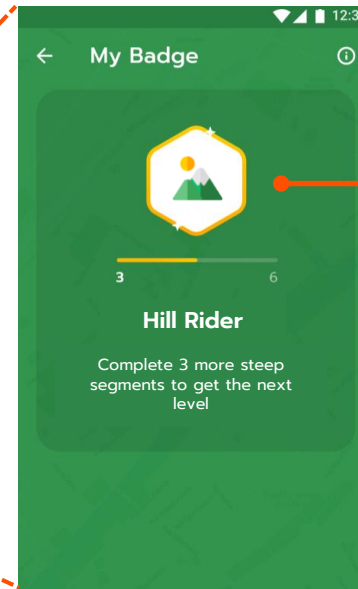 12:3
My Badge
3 6
Hill Rider
Complete 3 more steep
segments to get the next
level